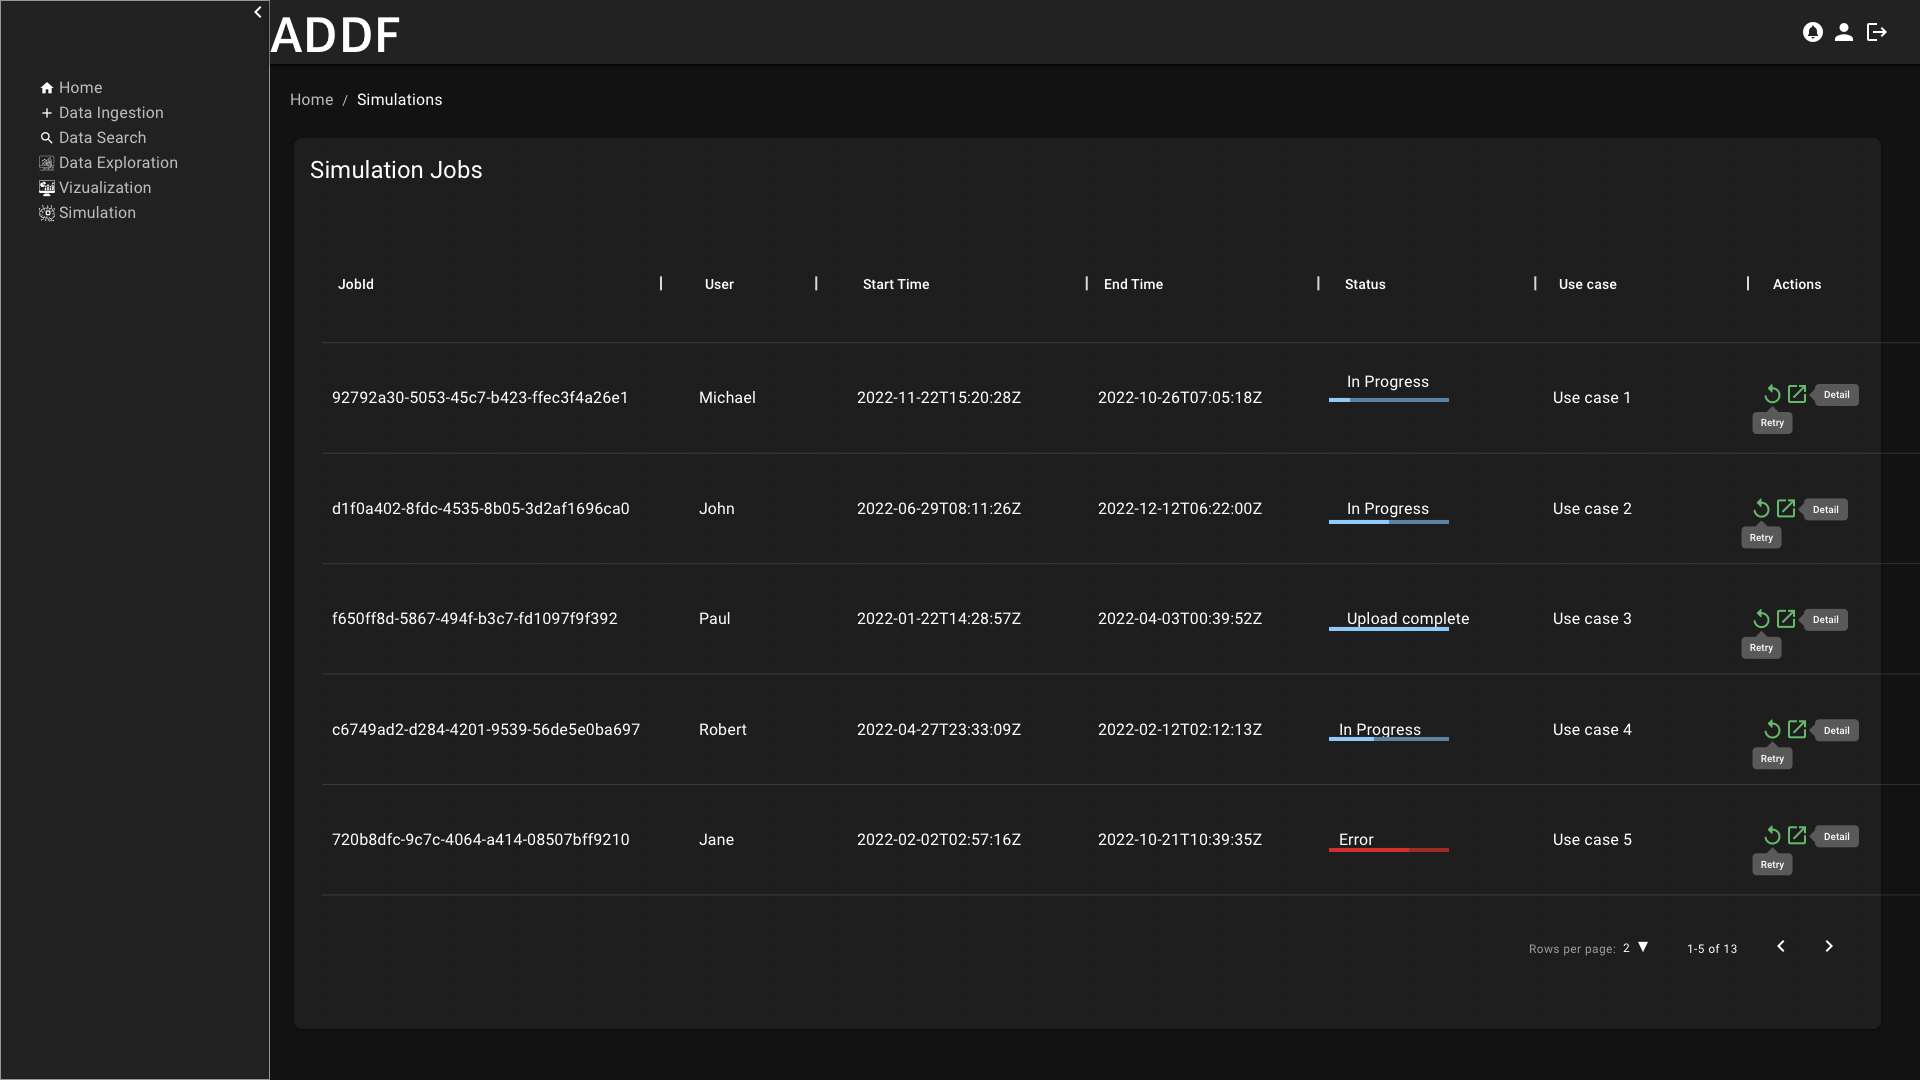 ADDF
Home
Data Ingestion
Data Search
Data Exploration
Vizualization
Simulation
Home / Simulations
Simulation Jobs
JobId | User | Start Time | End Time | Status | Use case | Actions
92792a30-5053-45c7-b423-ffec3f4a26e1 Michael 2022-11-22T15:20:28Z 2022-10-26T07:05:18Z In Progress Use case 1 Detail
Retry
d1f0a402-8fdc-4535-8b05-3d2af1696ca0 John 2022-06-29T08:11:26Z 2022-12-12T06:22:00Z In Progress Use case 2 Detail
Retry
f650ff8d-5867-494f-b3c7-fd1097f9f392 Paul 2022-01-22T14:28:57Z 2022-04-03T00:39:52Z Upload complete Use case 3 Detail
Retry
c6749ad2-d284-4201-9539-56de5e0ba697 Robert 2022-04-27T23:33:09Z 2022-02-12T02:12:13Z In Progress Use case 4 Detail
Retry
720b8dfc-9c7c-4064-a414-08507bff9210 Jane 2022-02-02T02:57:16Z 2022-10-21T10:39:35Z Error Use case 5 Detail
Retry
Rows per page: 2 1-5 of 13